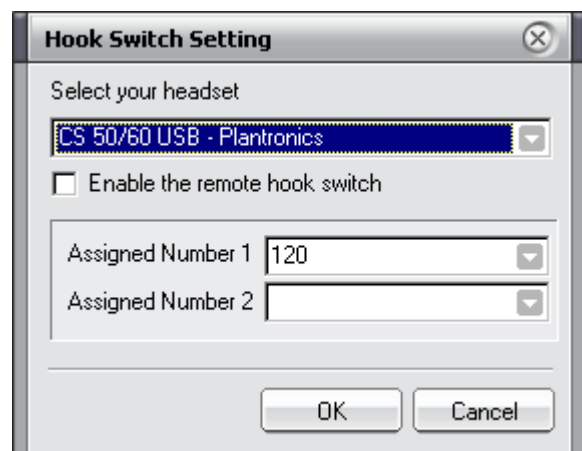 Hook Switch Setting
Select your headset
CS 50/60 USB - Plantronics
Enable the remote hook switch
Assigned Number 1 120
Assigned Number 2
OK Cancel